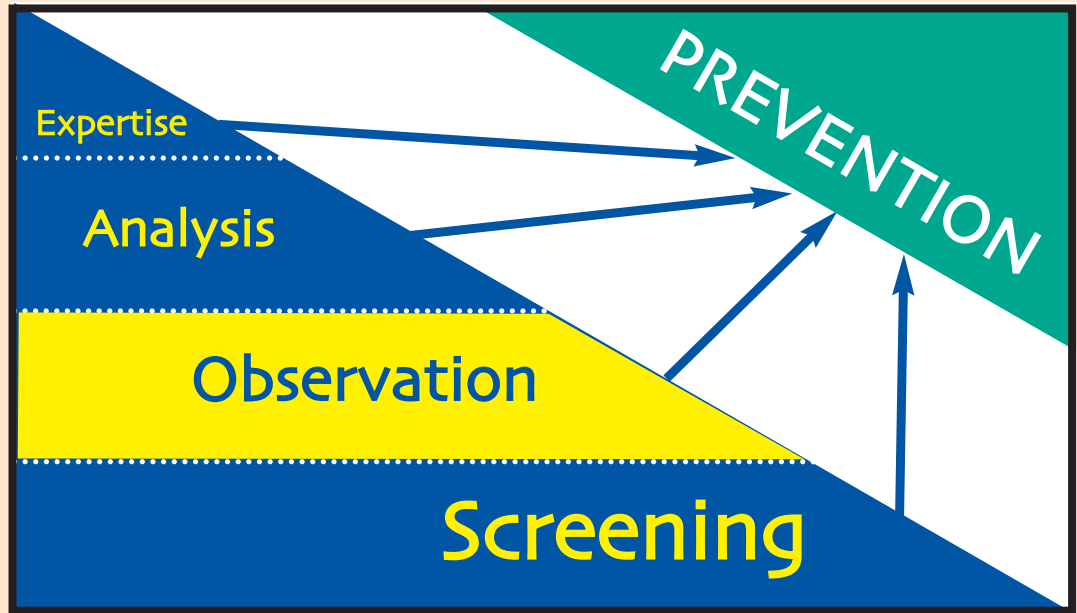 PREVENTION
Expertise
Analysis
Observation
Screening